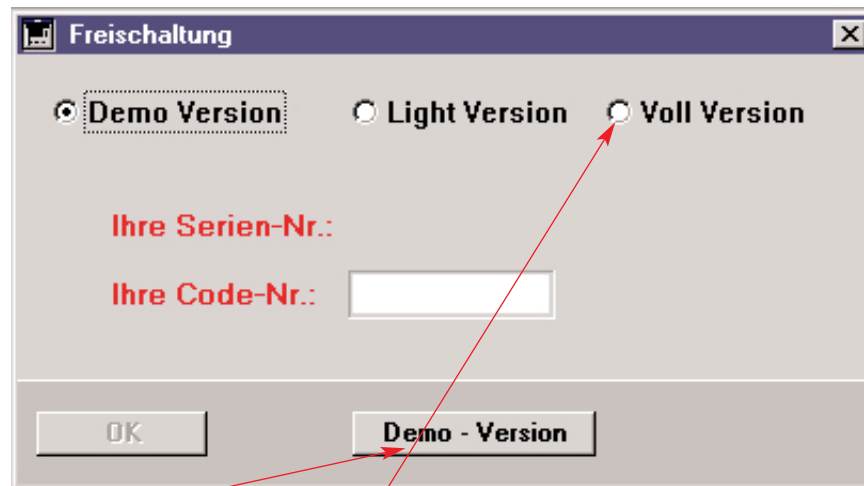 Freischaltung
Demo Version Light Version Voll Version
Ihre Serien-Nr.:
Ihre Code-Nr.:
OK Demo - Version